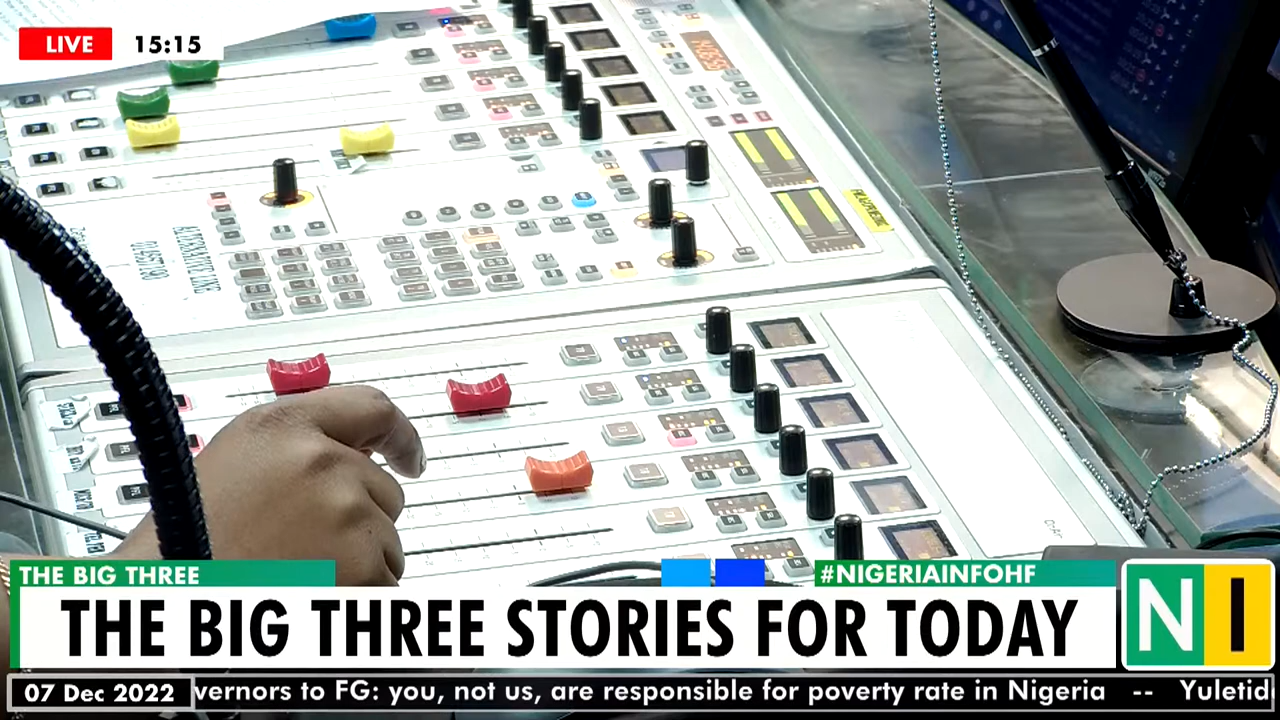 LIVE 15:15
THE BIG THREE
#NIGERIAINFOHF
THE BIG THREE STORIES FOR TODAY
NI
07 Dec 2022
vernors to FG: you, not us, are responsible for poverty rate in Nigeria -- Yuletid